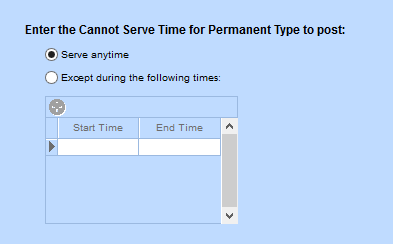 Enter the Cannot Serve Time for Permanent Type to post:
Serve anytime
Except during the following times:
Start Time End Time